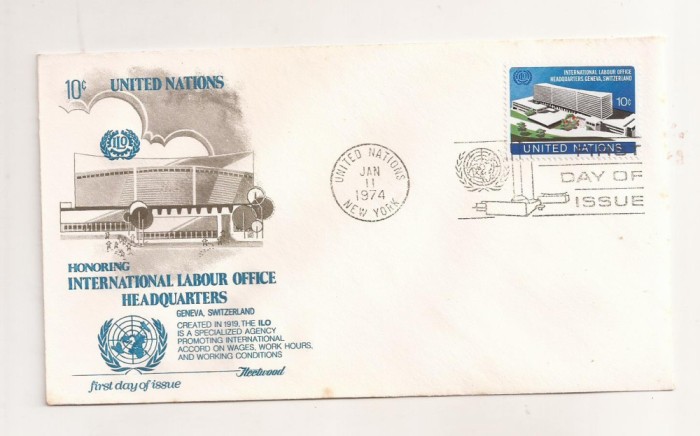 10¢ UNITED NATIONS
ILO
HONORING
INTERNATIONAL LABOUR OFFICE
HEADQUARTERS
GENEVA, SWITZERLAND
CREATED IN 1919, THE ILO
IS A SPECIALIZED AGENCY
PROMOTING INTERNATIONAL
ACCORD ON WAGES, WORK HOURS,
AND WORKING CONDITIONS
first day of issue
Fleetwood
UNITED NATIONS
JAN
11
1974
NEW YORK
INTERNATIONAL LABOUR OFFICE
HEADQUARTERS, GENEVA, SWITZERLAND
10¢
UNITED NATIONS
DAY OF
ISSUE